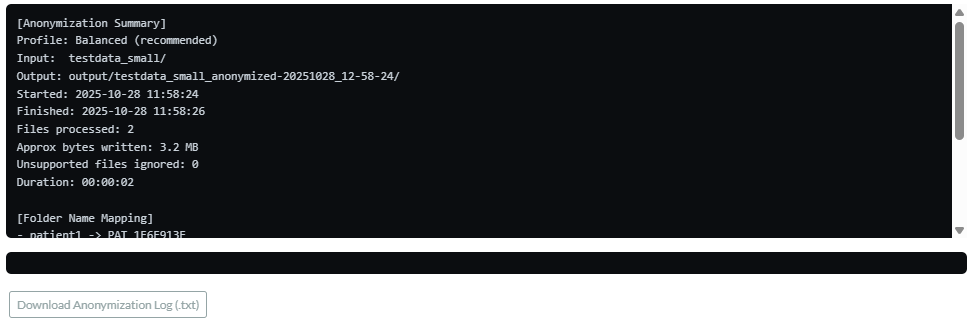 [Anonymization Summary]
Profile: Balanced (recommended)
Input:  testdata_small/
Output: output/testdata_small_anonymized-20251028_12-58-24/
Started: 2025-10-28 11:58:24
Finished: 2025-10-28 11:58:26
Files processed: 2
Approx bytes written: 3.2 MB
Unsupported files ignored: 0
Duration: 00:00:02
[Folder Name Mapping]
- patient1 -> PAT_1F6F913F
Download Anonymization Log (.txt)